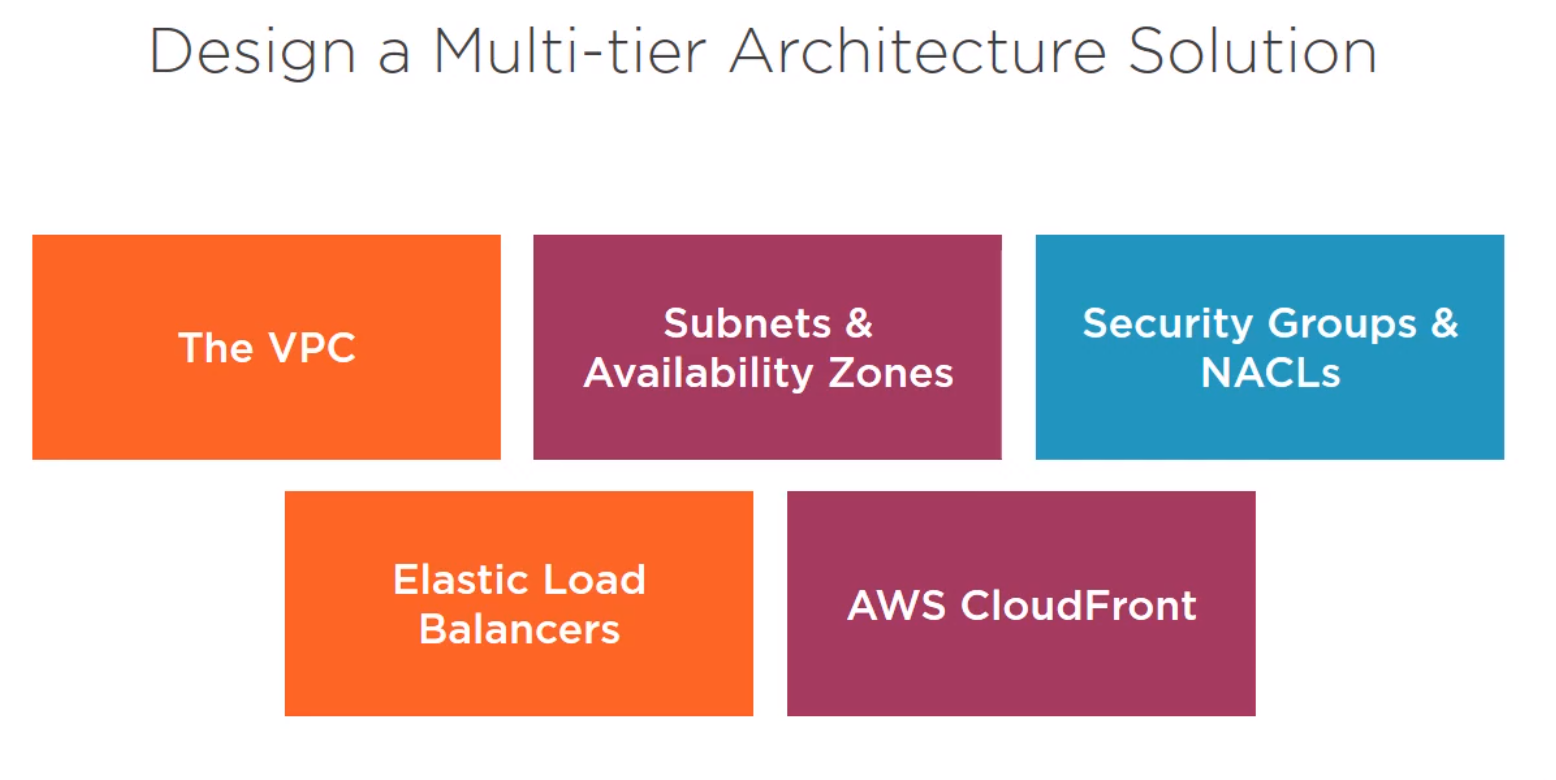 Design a Multi-tier Architecture Solution
The VPC
Subnets &
Availability Zones
Security Groups &
NACLs
Elastic Load
Balancers
AWS CloudFront